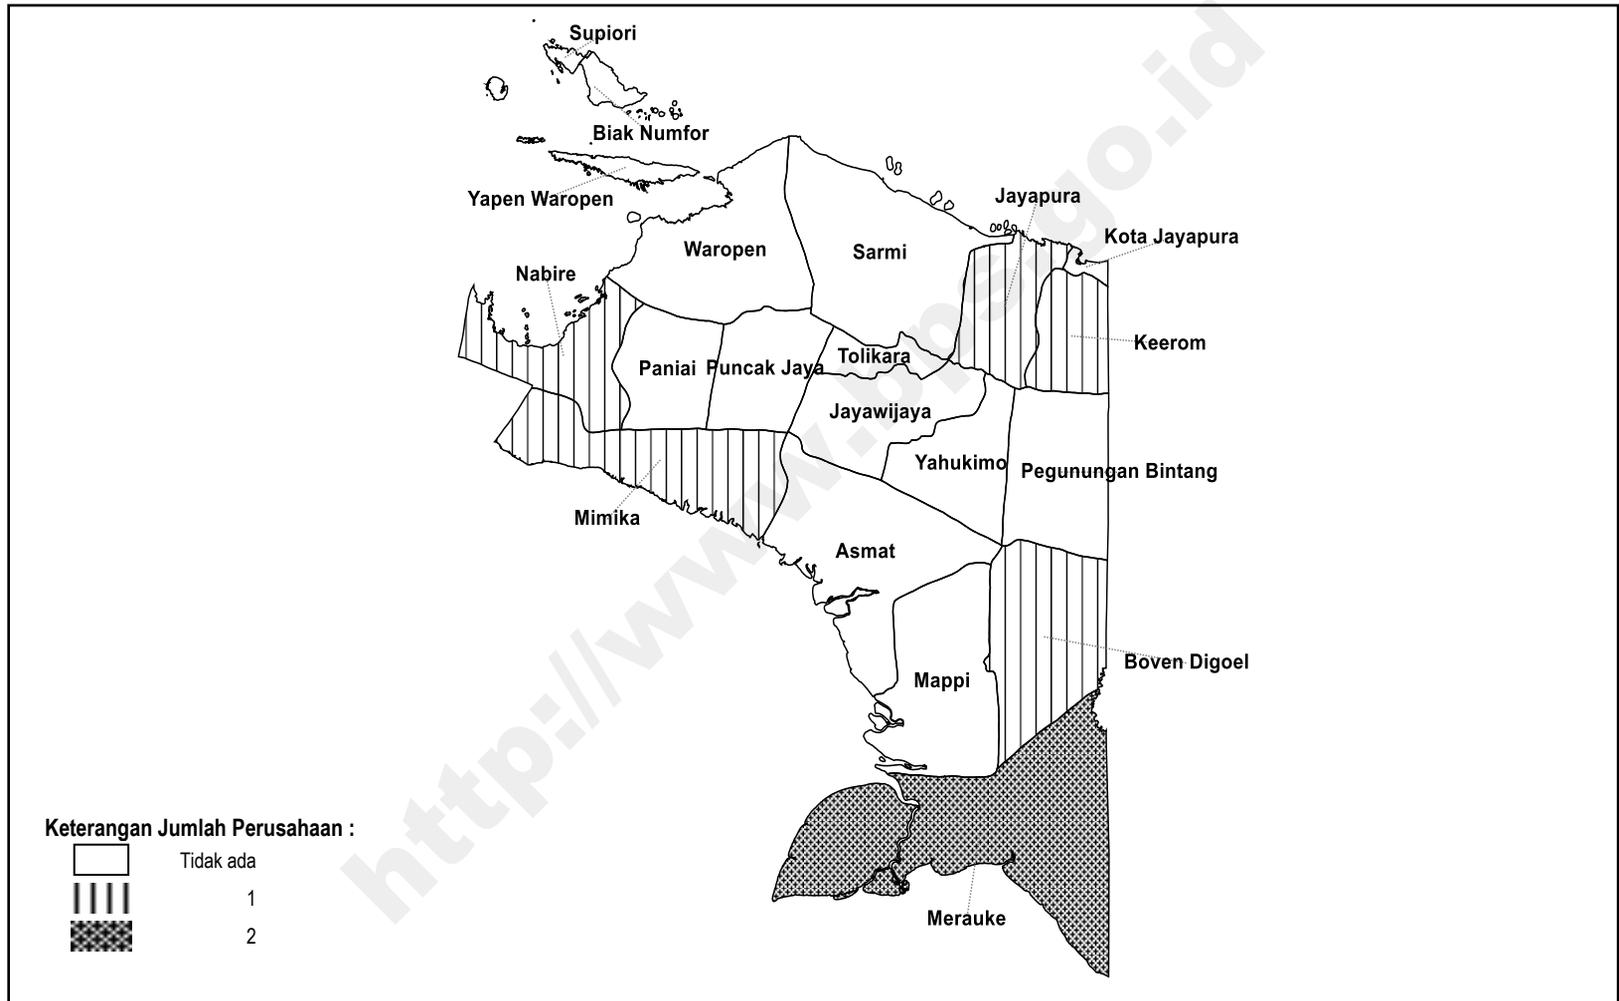 Supiori
Biak Numfor
Yapen Waropen
Jayapura
Kota Jayapura
Waropen
Sarmi
Nabire
Keerom
Tolikara
Paniai
Puncak Jaya
Jayawijaya
Yahukimo
Pegunungan Bintang
Mimika
Asmat
Boven Digoel
Mappi
Merauke
Keterangan Jumlah Perusahaan :
Tidak ada
1
2
http://www.bps.go.id